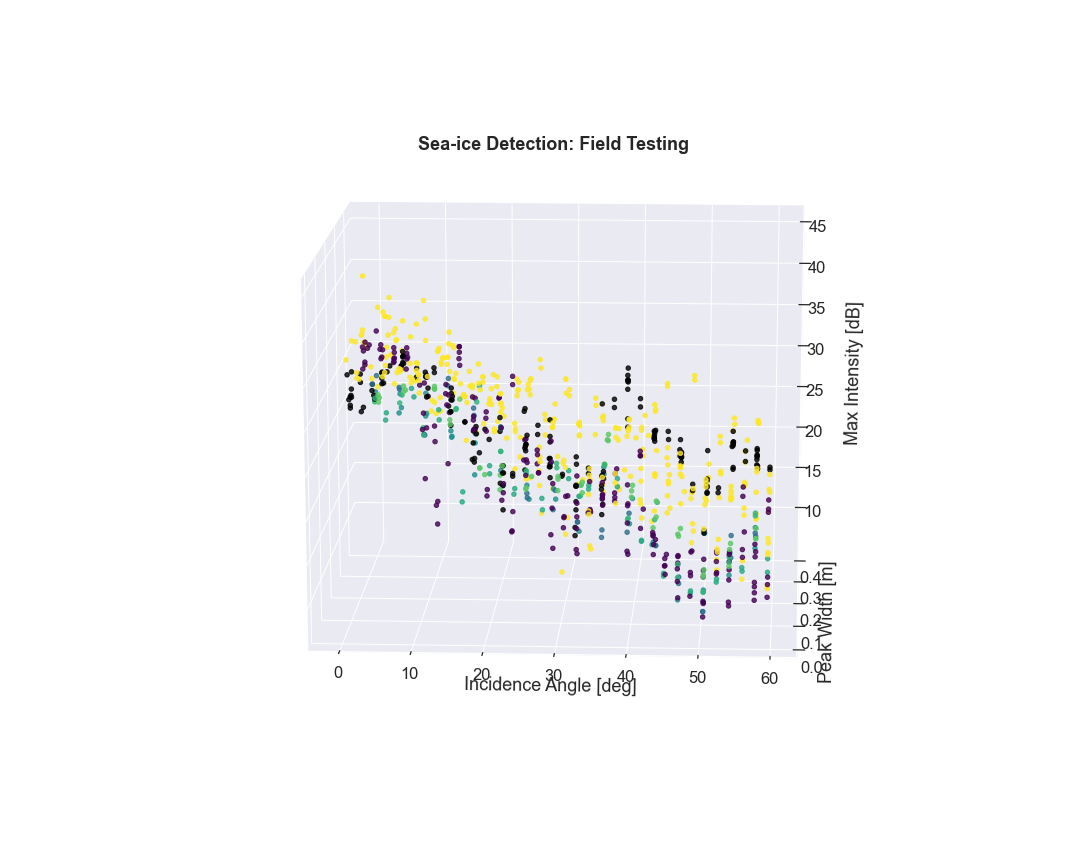 Sea-ice Detection: Field Testing
45
40
35
30
25
20
15
10
Max Intensity [dB]
0.4
0.3
0.2
0.1
0.0
Peak Width [m]
0 10 20 30 40 50 60
Incidence Angle [deg]